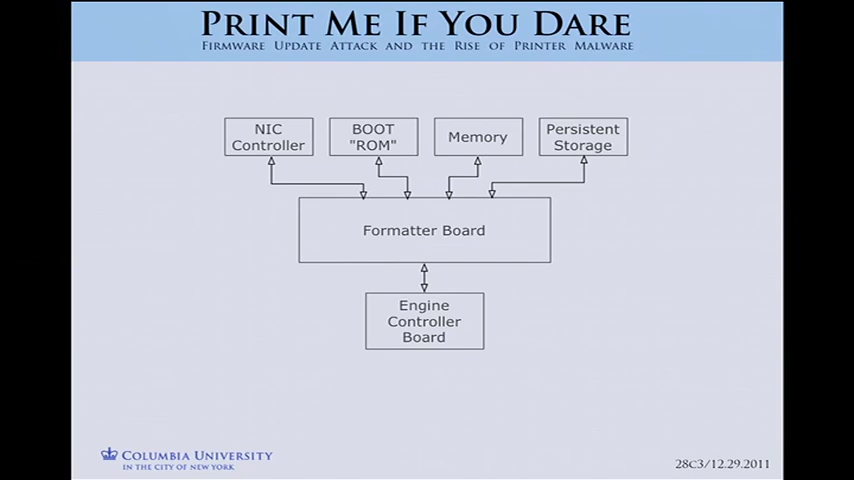 PRINT ME IF YOU DARE
FIRMWARE UPDATE ATTACK AND THE RISE OF PRINTER MALWARE
NIC
Controller
BOOT
"ROM"
Memory
Persistent
Storage
Formatter Board
Engine
Controller
Board
COLUMBIA UNIVERSITY
IN THE CITY OF NEW YORK
28C3/12.29.2011